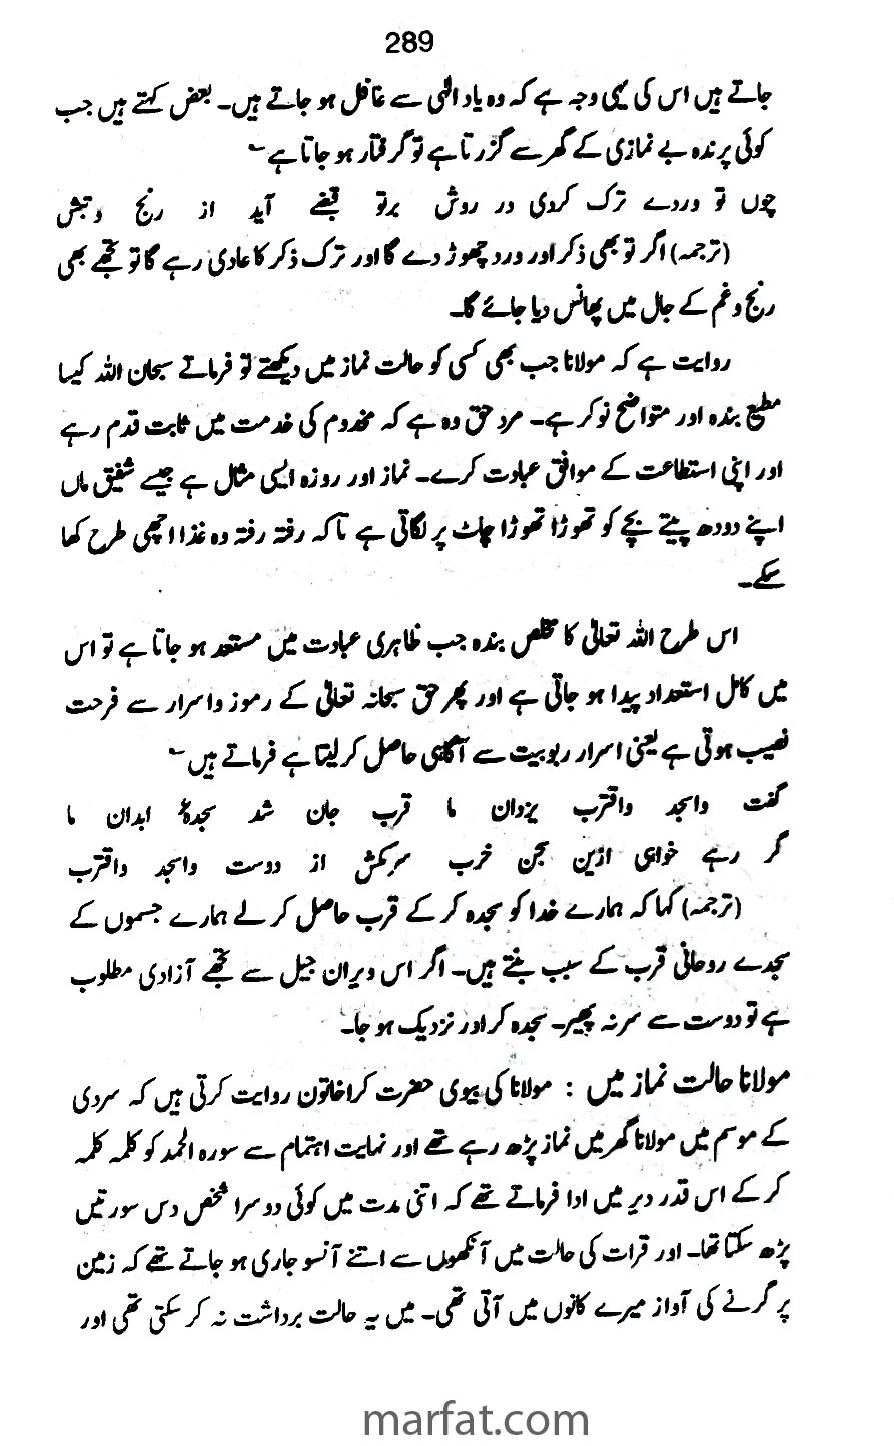 289
جاتے ہیں اس کی یہی وجہ ہے کہ وہ یاد الٰہی سے غافل ہو جاتے ہیں۔ بعض کہتے ہیں جب
کوئی پرندہ بے نمازی کے گھر سے گزرتا ہے تو گرفتار ہو جاتا ہے ؎
چوں تو وردے ترک کردی در روش برتو قبضے آید از رنج و تبش
(ترجمہ) اگر تو بھی ذکر اور ورد چھوڑ دے گا اور ترک ذکر کا عادی رہے گا تو تجھے بھی
رنج و غم کے جال میں پھانس دیا جائے گا۔
روایت ہے کہ مولانا جب بھی کسی کو حالت نماز میں دیکھتے تو فرماتے سبحان اللہ کیا
مطیع بندہ اور متواضح نوکر ہے۔ مرد حق وہ ہے کہ مخدوم کی خدمت میں ثابت قدم رہے
اور اپنی استطاعت کے موافق عبادت کرے۔ نماز اور روزہ ایسی مثال ہے جیسے شفیق ماں
اپنے دودھ پیتے بچے کو تھوڑا تھوڑا چاٹ پر لگاتی ہے تاکہ رفتہ رفتہ وہ غذا اچھی طرح کھا
سکے۔
اس طرح اللہ تعالیٰ کا مخلص بندہ جب ظاہری عبادت میں مستعد ہو جاتا ہے تو اس
میں کامل استعداد پیدا ہو جاتی ہے اور پھر حق سبحانہ تعالیٰ کے رموز و اسرار سے فرحت
نصیب ہوتی ہے یعنی اسرار ربوبیت سے آگاہی حاصل کر لیتا ہے فرماتے ہیں ؎
گفت واسجد واقترب یزدان ما قرب جان شد سجدۂ ابدان ما
گر رہے خواہی ازین سجن خرب سرمکش از دوست واسجد واقترب
(ترجمہ) کہا کہ ہمارے خدا کو سجدہ کر کے قرب حاصل کر لے ہمارے جسموں کے
سجدے روحانی قرب کے سبب بنتے ہیں۔ اگر اس ویران جیل سے تجھے آزادی مطلوب
ہے تو دوست سے سر نہ پھیر۔ سجدہ کر اور نزدیک ہو جا۔
مولانا حالت نماز میں : مولانا کی بیوی حضرت کراخاتون روایت کرتی ہیں کہ سردی
کے موسم میں مولانا گھر میں نماز پڑھ رہے تھے اور نہایت اہتمام سے سورہ الحمد کو کلمہ کلمہ
کر کے اس قدر دیر میں ادا فرماتے تھے کہ اتنی مدت میں کوئی دوسرا شخص دس سورتیں
پڑھ سکتا تھا۔ اور قرات کی حالت میں آنکھوں سے اتنے آنسو جاری ہو جاتے تھے کہ زمین
پر گرنے کی آواز میرے کانوں میں آتی تھی۔ میں یہ حالت برداشت نہ کر سکتی تھی اور
marfat.com